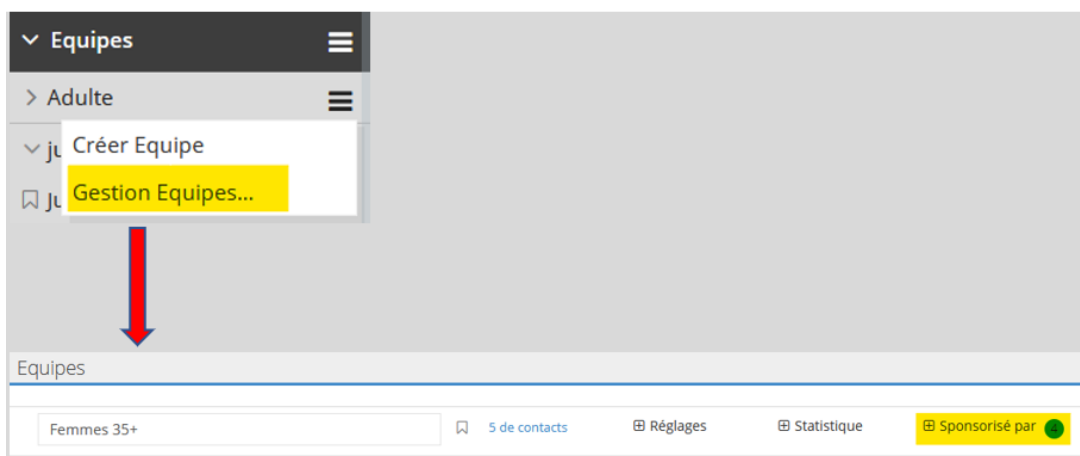 Equipes
Adulte
Créer Equipe
Gestion Equipes...
Equipes
Femmes 35+ 5 de contacts Réglages Statistique Sponsorisé par 4